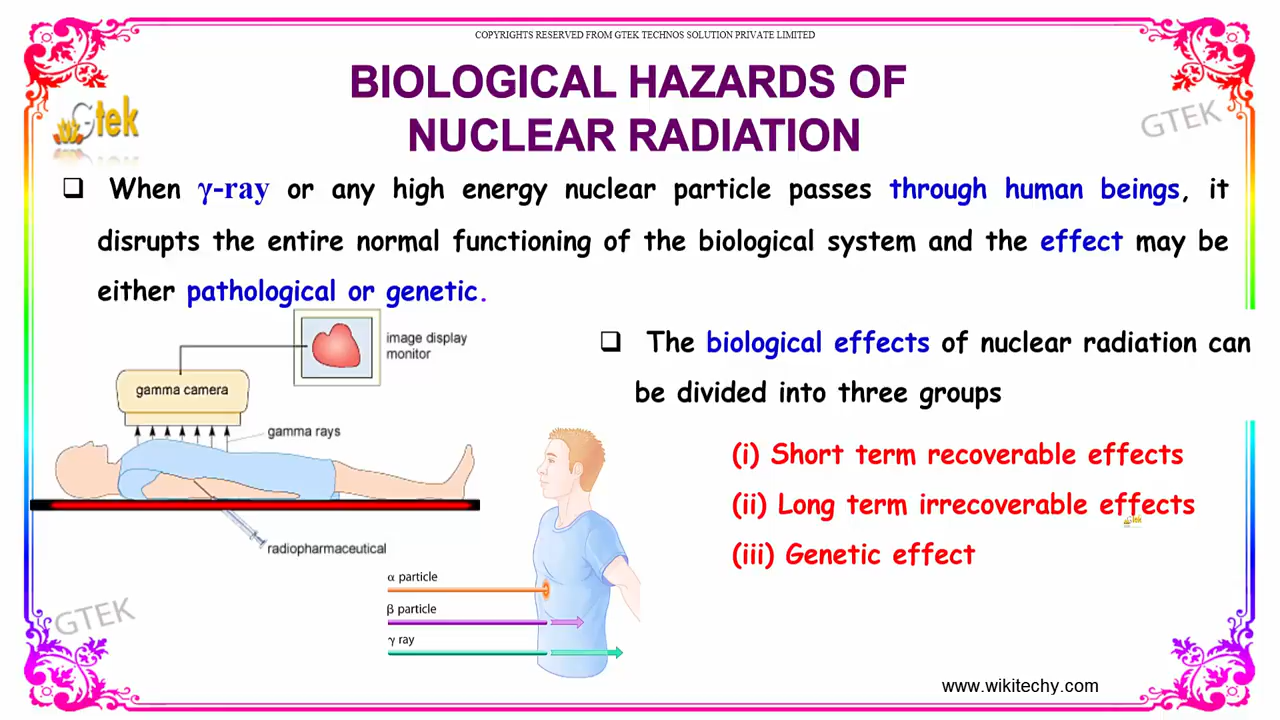 COPYRIGHTS RESERVED FROM GTEK TECHNOS SOLUTION PRIVATE LIMITED
BIOLOGICAL HAZARDS OF
NUCLEAR RADIATION
Gtek
GTEK
When γ-ray or any high energy nuclear particle passes through human beings, it
disrupts the entire normal functioning of the biological system and the effect may be
either pathological or genetic.
image display
monitor
gamma camera
gamma rays
radiopharmaceutical
The biological effects of nuclear radiation can
be divided into three groups
(i) Short term recoverable effects
(ii) Long term irrecoverable effects
Gtek
(iii) Genetic effect
α particle
β particle
γ ray
GTEK
www.wikitechy.com